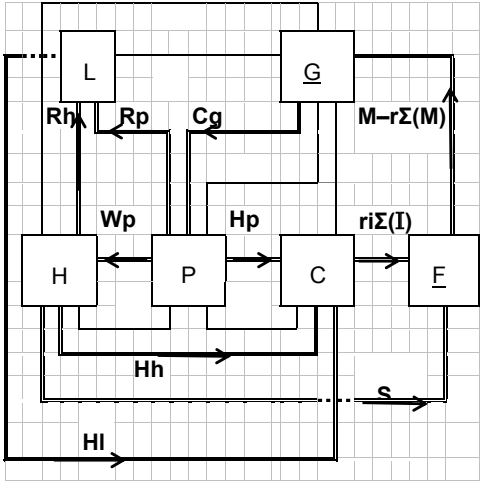 L G
Rh Rp Cg M–rΣ(M)
Wp Hp riΣ(I)
H P C F
Hh
S
Hl